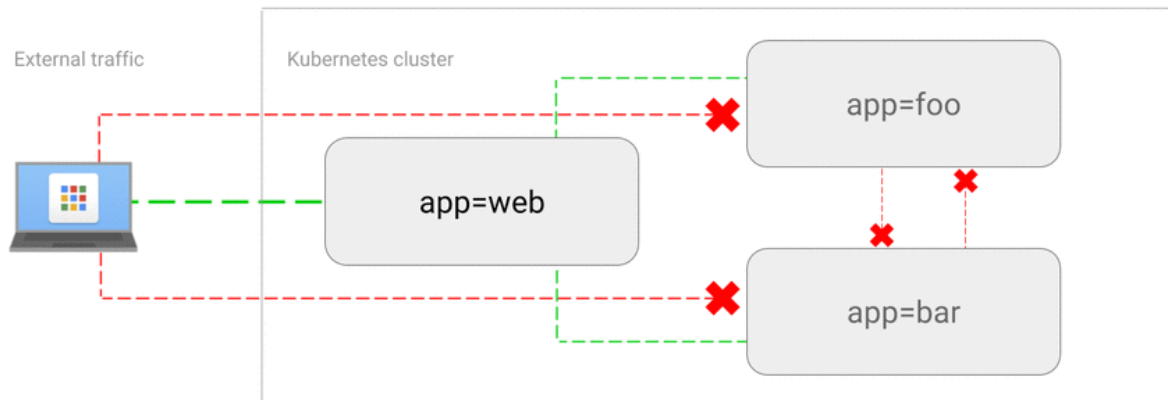 External traffic
Kubernetes cluster
app=foo
app=web
app=bar